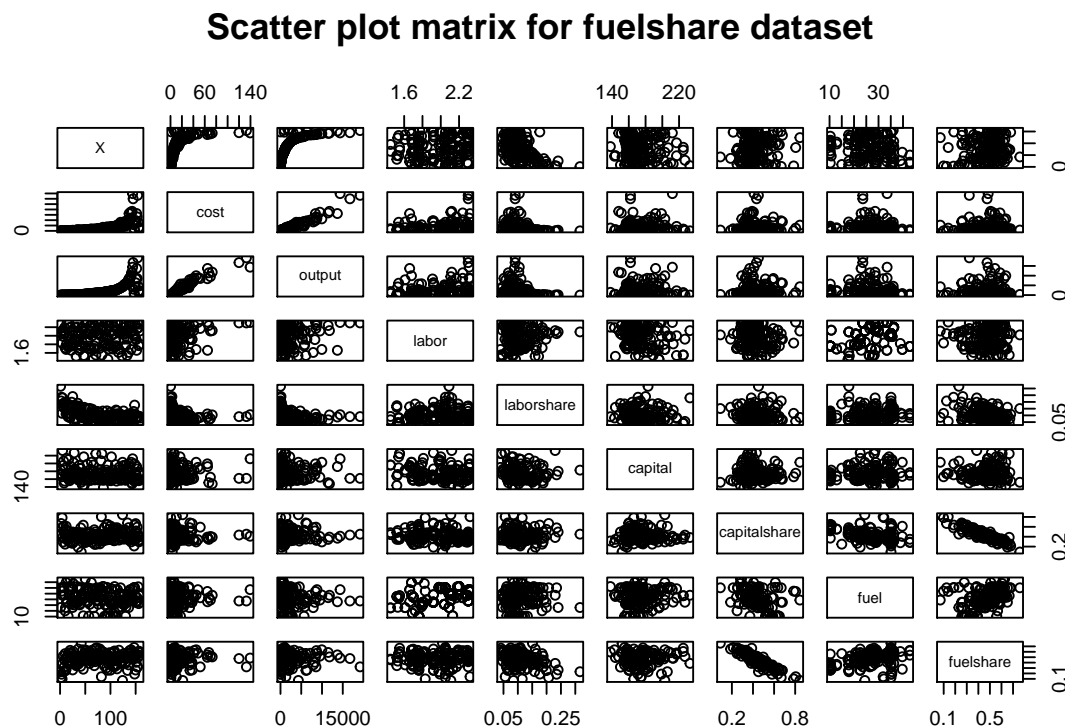 Scatter plot matrix for fuelshare dataset
0 60 140
1.6 2.2
140 220
10 30
X
0
0
cost
output
0
1.6
labor
laborshare
0.05
140
capital
capitalshare
0.2
10
fuel
fuelshare
0.1
0 100
0 15000
0.05 0.25
0.2 0.8
0.1 0.5